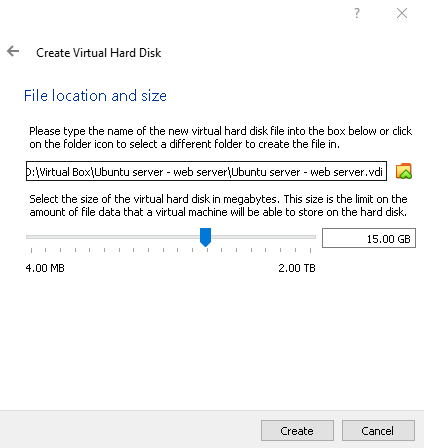 ?
Create Virtual Hard Disk
File location and size
Please type the name of the new virtual hard disk file into the box below or click
on the folder icon to select a different folder to create the file in.
D:\Virtual Box\Ubuntu server - web server\Ubuntu server - web server.vdi
Select the size of the virtual hard disk in megabytes. This size is the limit on the
amount of file data that a virtual machine will be able to store on the hard disk.
15.00 GB
4.00 MB 2.00 TB
Create Cancel